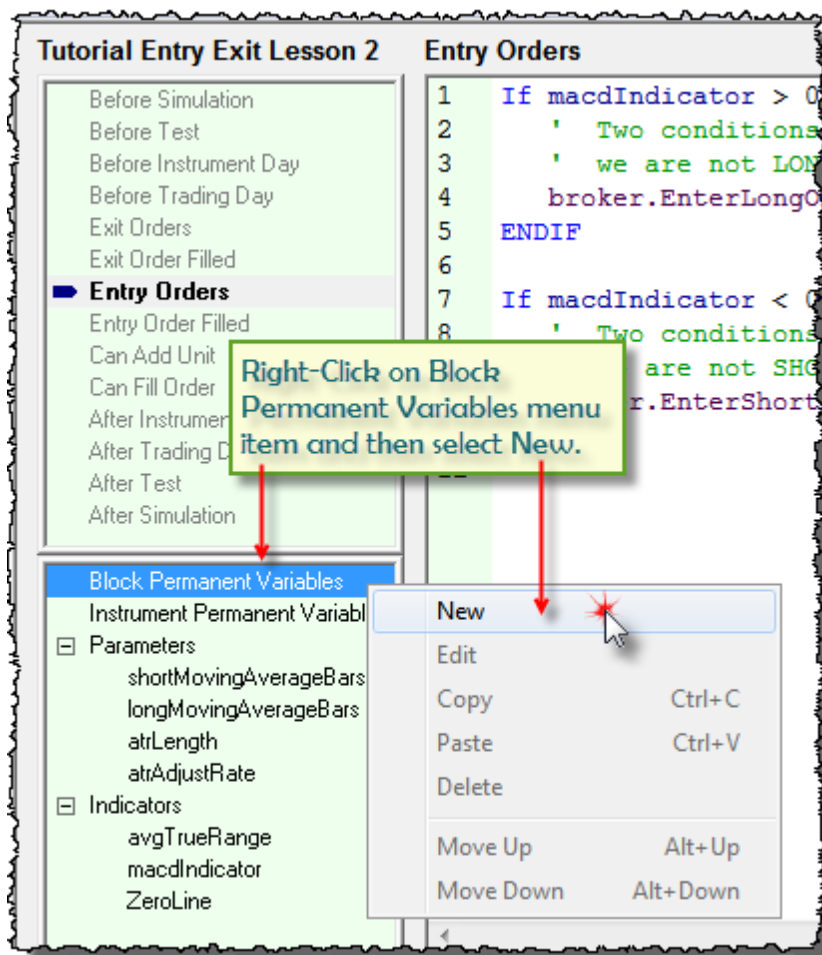 Tutorial Entry Exit Lesson 2
Before Simulation
Before Test
Before Instrument Day
Before Trading Day
Exit Orders
Exit Order Filled
Entry Orders
Entry Order Filled
Can Add Unit
Can Fill Order
After Instrumen
After Trading D
After Test
After Simulation
Entry Orders
1 If macdIndicator > 0
2 ' Two conditions
3 ' we are not LON
4 broker.EnterLongO
5 ENDIF
6
7 If macdIndicator < 0
8 ' Two conditions
are not SHO
r.EnterShort
Right-Click on Block
Permanent Variables menu
item and then select New.
Block Permanent Variables
Instrument Permanent Variabl
Parameters
shortMovingAverageBars
longMovingAverageBars
atrLength
atrAdjustRate
Indicators
avgTrueRange
macdIndicator
ZeroLine
New
Edit
Copy Ctrl+C
Paste Ctrl+V
Delete
Move Up Alt+Up
Move Down Alt+Down